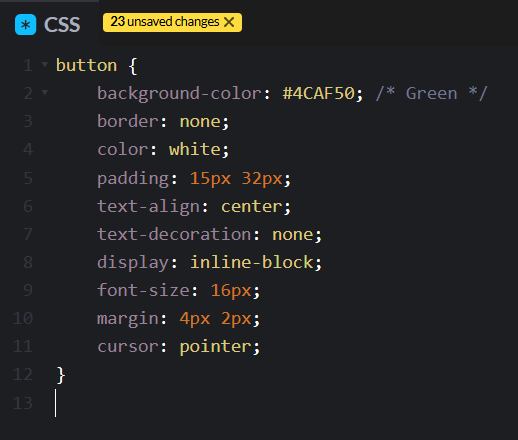 * CSS
23 unsaved changes ✕
1 button {
2     background-color: #4CAF50; /* Green */
3     border: none;
4     color: white;
5     padding: 15px 32px;
6     text-align: center;
7     text-decoration: none;
8     display: inline-block;
9     font-size: 16px;
10     margin: 4px 2px;
11     cursor: pointer;
12 }
13